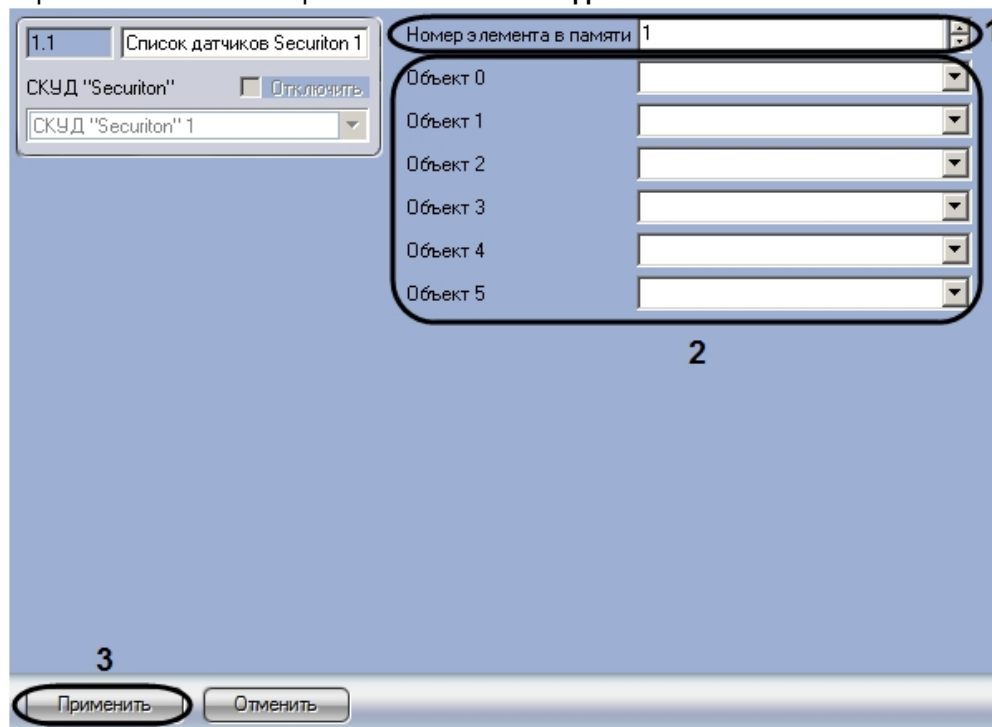 1.1 Список датчиков Securiton 1
СКУД "Securiton" Отключить
СКУД "Securiton" 1
Номер элемента в памяти 1 1
Объект 0
Объект 1
Объект 2
Объект 3
Объект 4
Объект 5
2
3
Применить Отменить